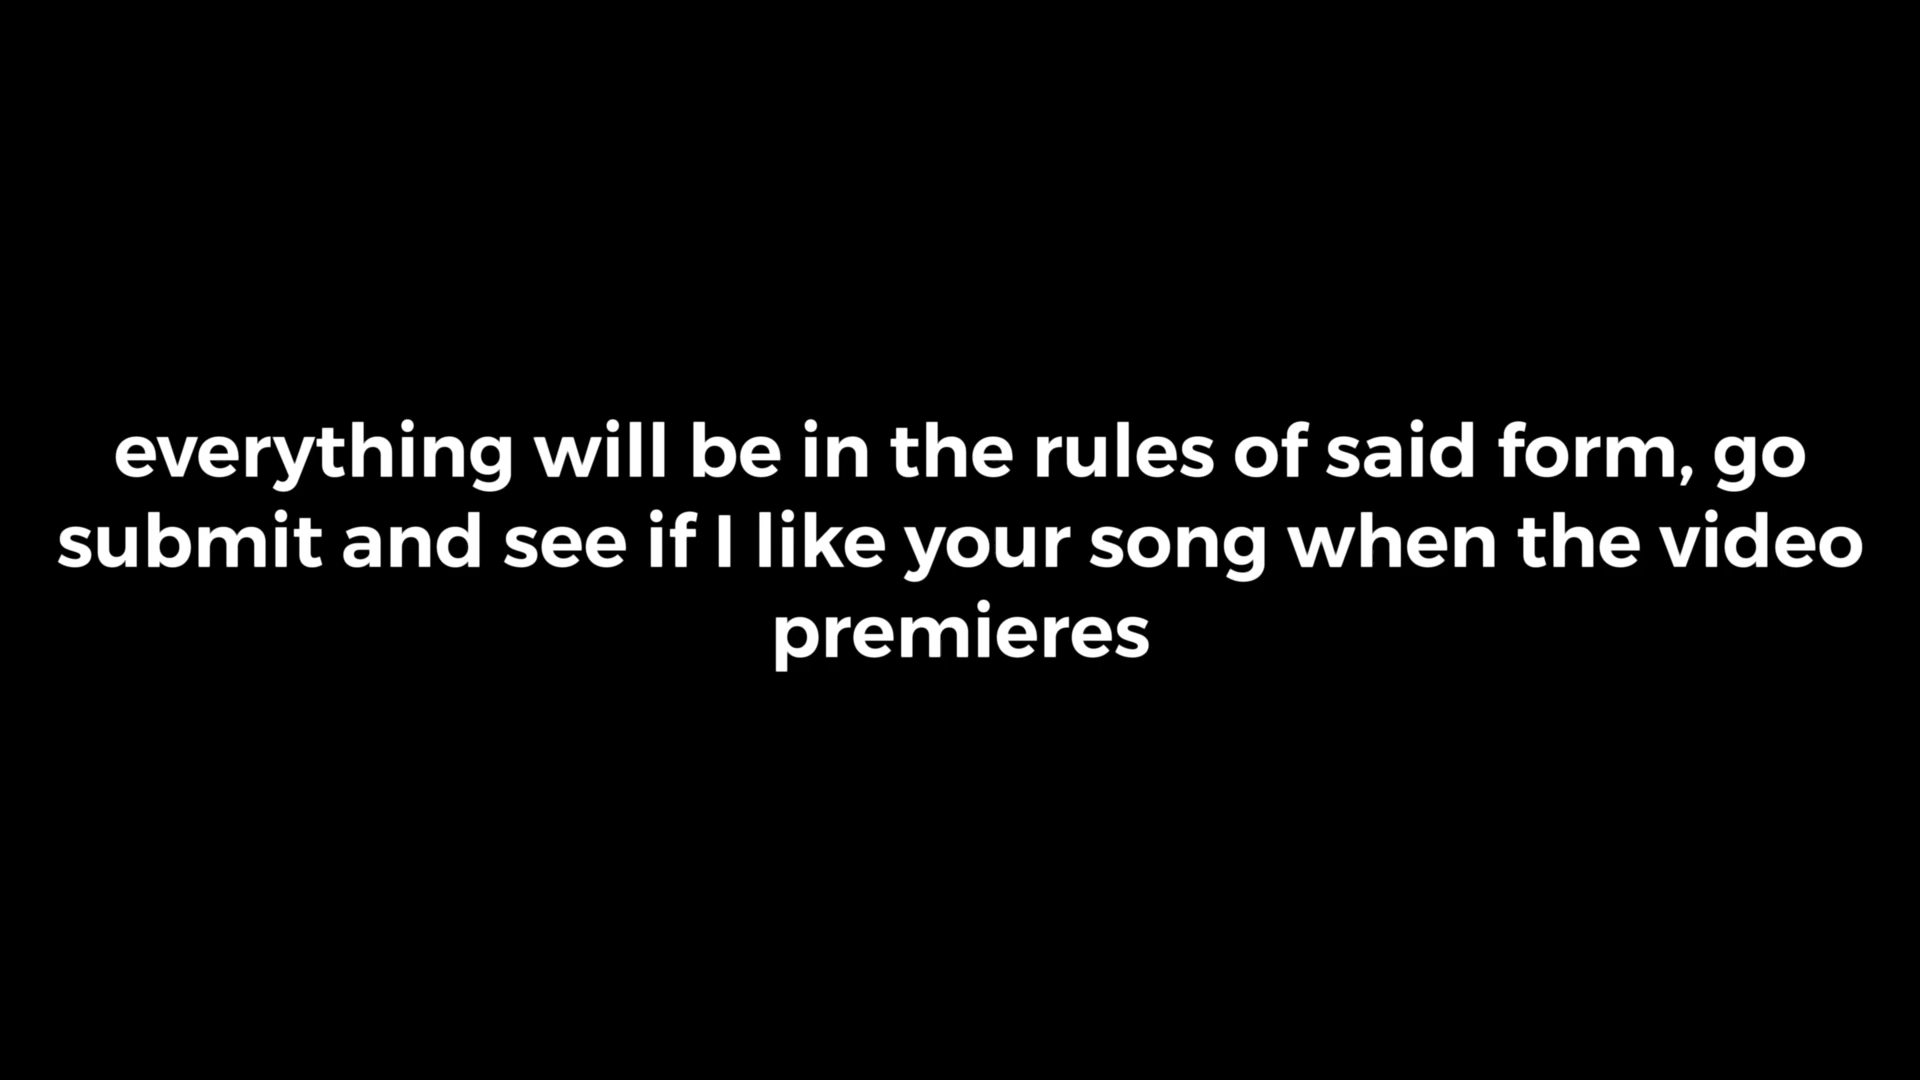 everything will be in the rules of said form, go
submit and see if I like your song when the video
premieres